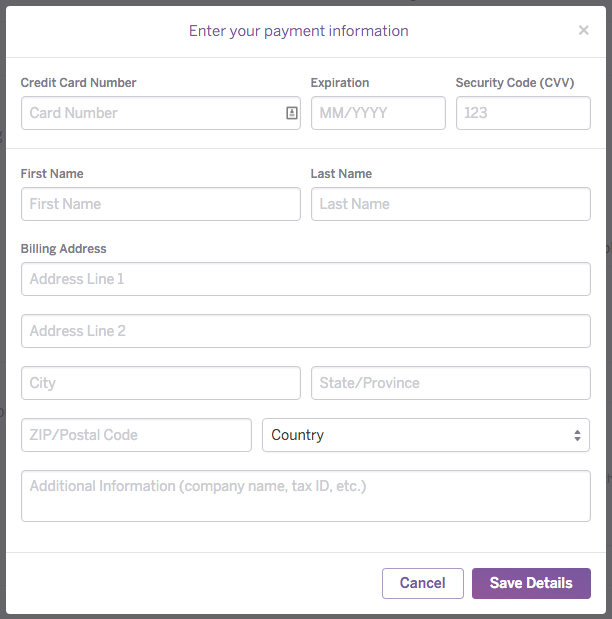 Enter your payment information ×
Credit Card Number Expiration Security Code (CVV)
Card Number MM/YYYY 123
First Name Last Name
First Name Last Name
Billing Address
Address Line 1
Address Line 2
City State/Province
ZIP/Postal Code Country
Additional Information (company name, tax ID, etc.)
Cancel Save Details